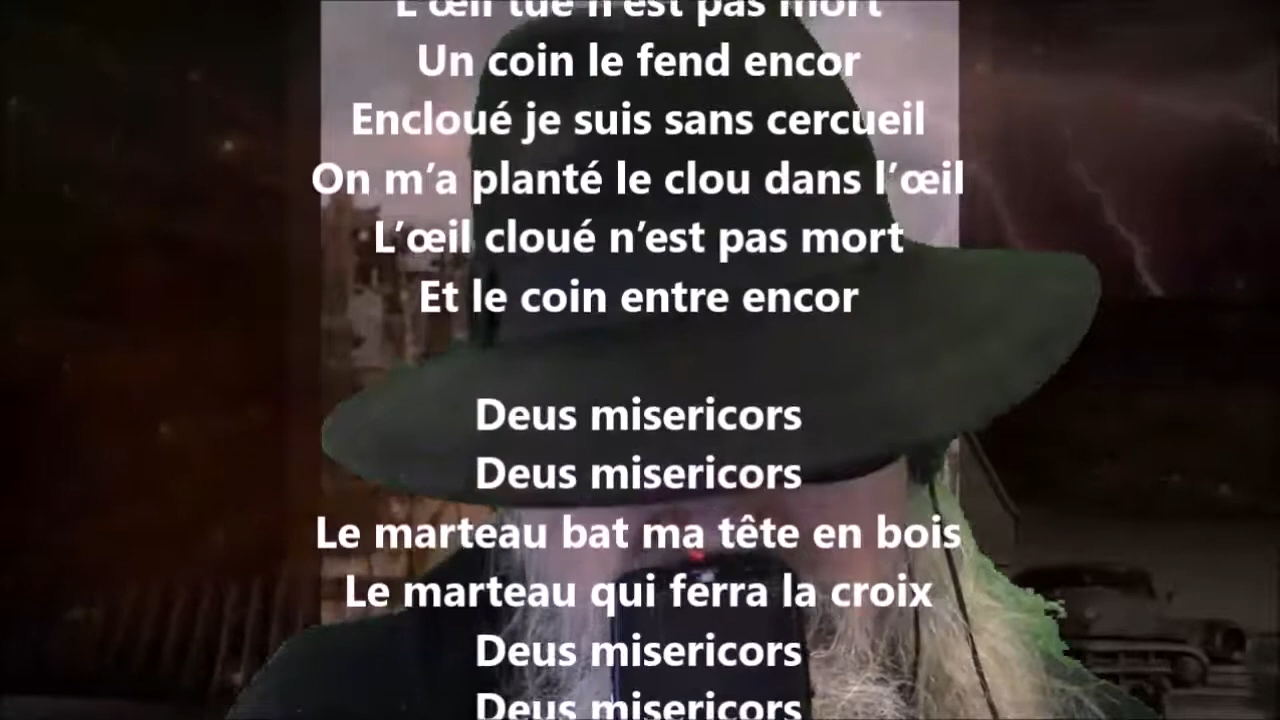 L’œil tué n’est pas mort
Un coin le fend encor
Encloué je suis sans cercueil
On m’a planté le clou dans l’œil
L’œil cloué n’est pas mort
Et le coin entre encor
Deus misericors
Deus misericors
Le marteau bat ma tête en bois
Le marteau qui ferra la croix
Deus misericors
Deus misericors